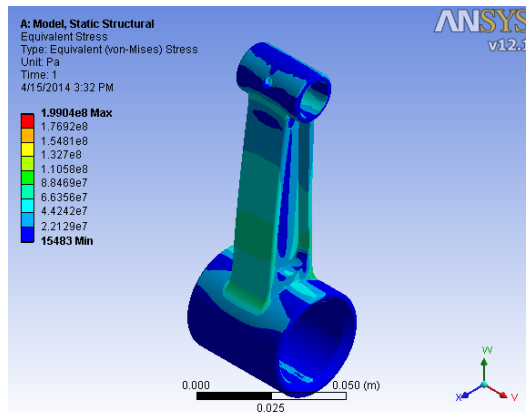 A: Model, Static Structural
Equivalent Stress
Type: Equivalent (von-Mises) Stress
Unit: Pa
Time: 1
4/15/2014 3:32 PM
ANSYS
v12.1
1.9904e8 Max
1.7692e8
1.5481e8
1.327e8
1.1058e8
8.8469e7
6.6356e7
4.4242e7
2.2129e7
15483 Min
0.000
0.050 (m)
0.025
W
X
V